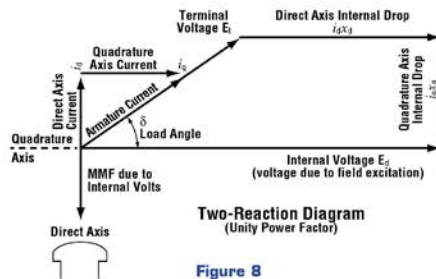 Terminal
Voltage Et
Direct Axis Internal Drop
idxd
Quadrature
Axis Current
id
iq
Direct Axis
Current
Armature Current
δ
Load Angle
Quadrature Axis
Internal Drop
iqxq
Quadrature
Axis
MMF due to
Internal Volts
Internal Voltage Ed
(voltage due to field excitation)
Direct Axis
Two-Reaction Diagram
(Unity Power Factor)
Figure 8